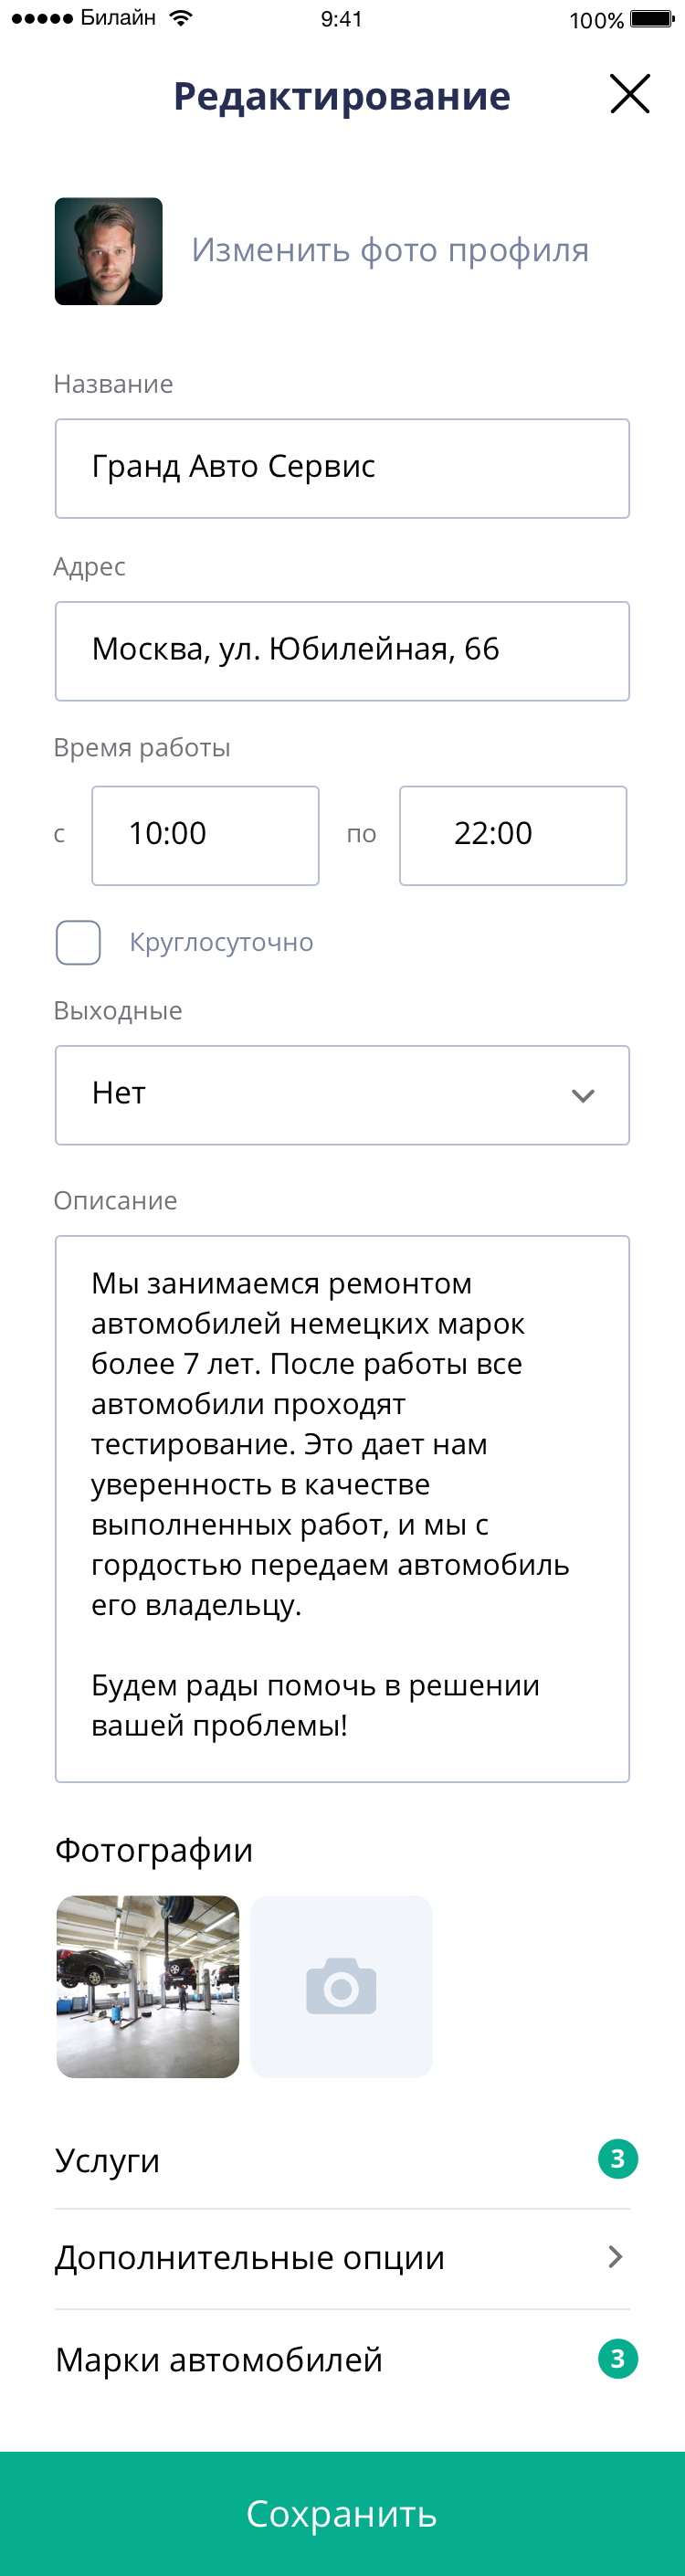 Билайн 9:41 100%
Редактирование
Изменить фото профиля
Название
Гранд Авто Сервис
Адрес
Москва, ул. Юбилейная, 66
Время работы
с 10:00 по 22:00
Круглосуточно
Выходные
Нет
Описание
Мы занимаемся ремонтом
автомобилей немецких марок
более 7 лет. После работы все
автомобили проходят
тестирование. Это дает нам
уверенность в качестве
выполненных работ, и мы с
гордостью передаем автомобиль
его владельцу.
Будем рады помочь в решении
вашей проблемы!
Фотографии
Услуги 3
Дополнительные опции
Марки автомобилей 3
Сохранить